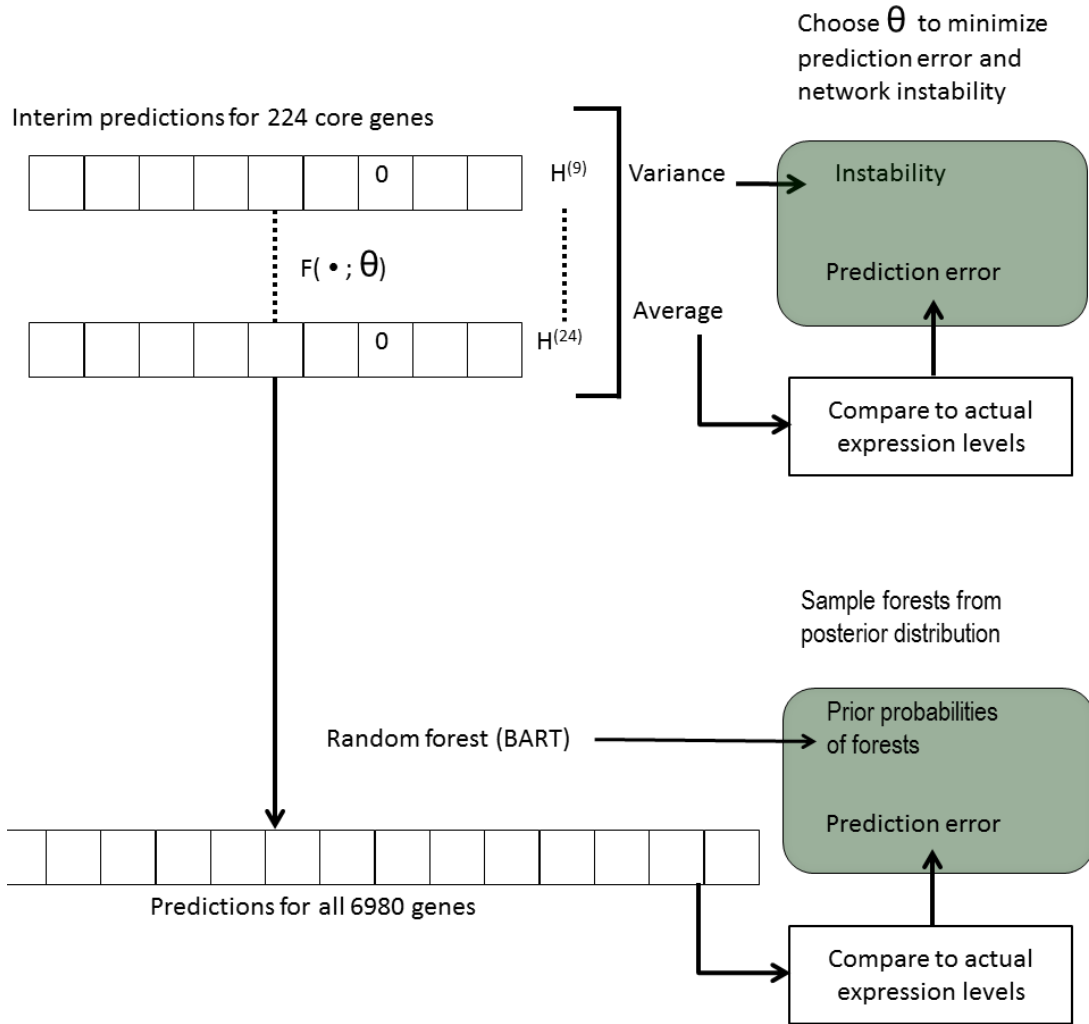 Choose θ to minimize
prediction error and
network instability
Interim predictions for 224 core genes
0
H(9)
Variance
Instability
F( • ; θ)
Prediction error
Average
0
H(24)
Compare to actual
expression levels
Sample forests from
posterior distribution
Prior probabilities
of forests
Random forest (BART)
Prediction error
Predictions for all 6980 genes
Compare to actual
expression levels